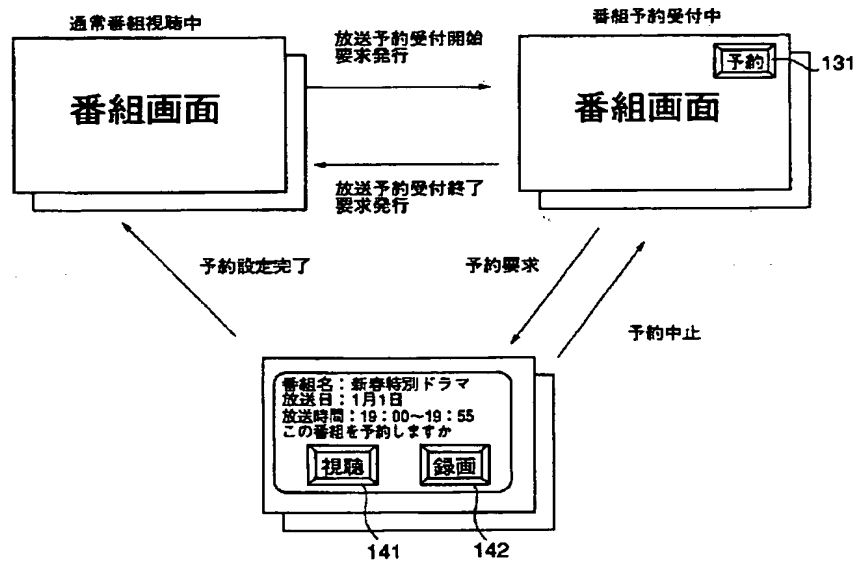 通常番組視聴中
番組画面
放送予約受付開始
要求発行
放送予約受付終了
要求発行
番組予約受付中
予約
131
番組画面
予約設定完了
予約要求
予約中止
番組名：新春特別ドラマ
放送日：1月1日
放送時間：19：00～19：55
この番組を予約しますか
視聴
録画
141
142